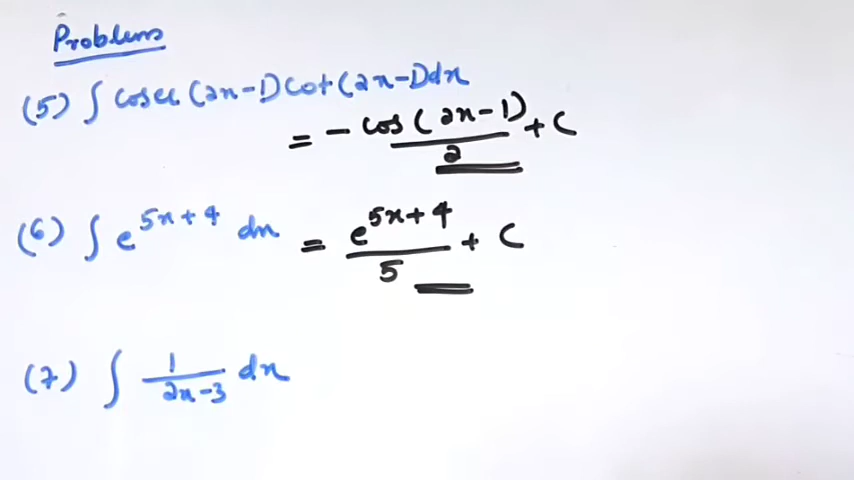 Problems
(5) ∫ cosec (2x-1) cot (2x-1) dx
= - cos (2x-1)/2 + C
(6) ∫ e^{5x+4} dx = e^{5x+4}/5 + C
(7) ∫ 1/(2x-3) dx